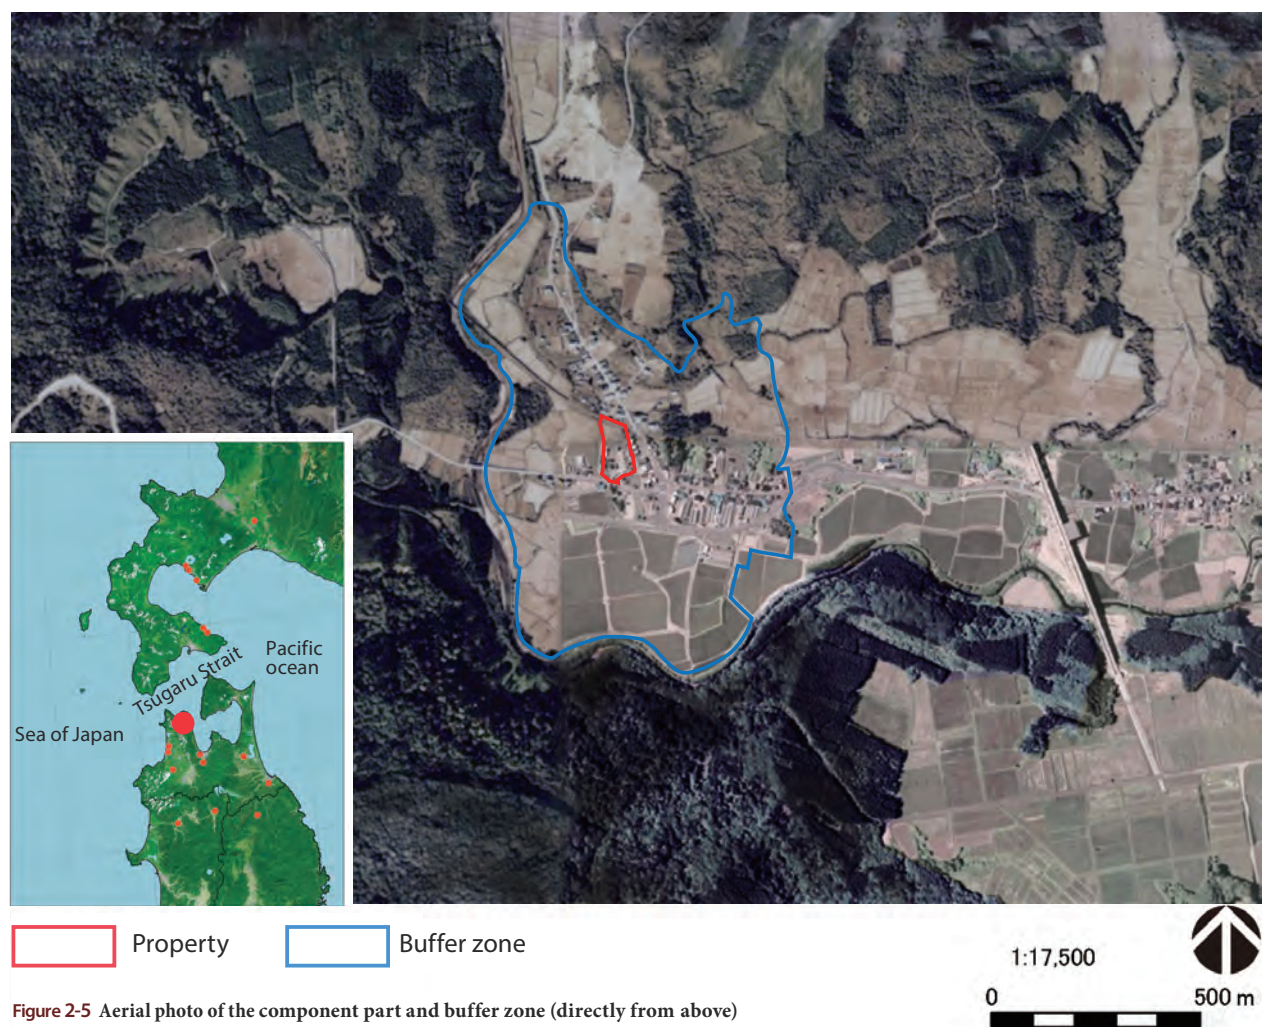 Pacific
ocean
Tsugaru Strait
Sea of Japan
Property
Buffer zone
1:17,500
0 500 m
Figure 2-5 Aerial photo of the component part and buffer zone (directly from above)